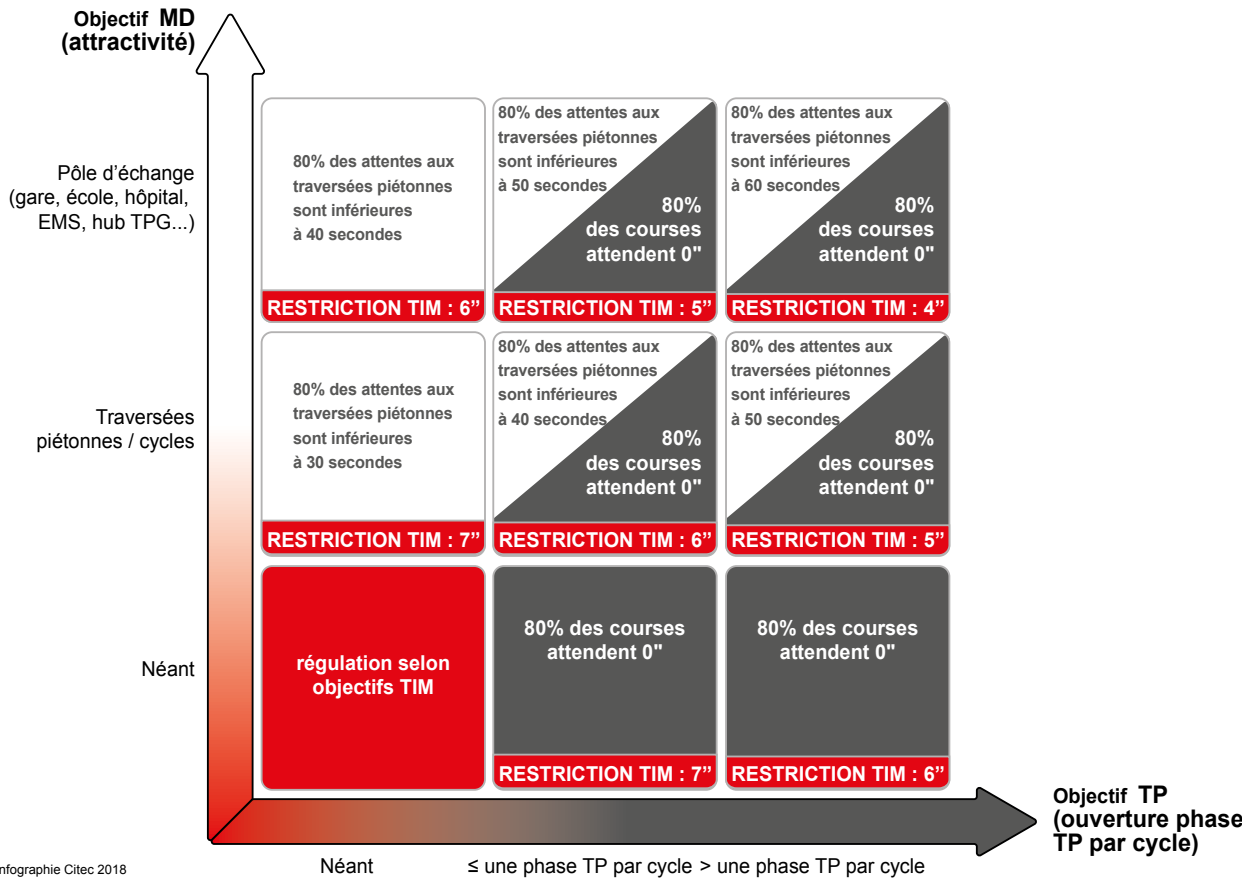 Objectif MD
(attractivité)
Pôle d'échange
(gare, école, hôpital,
EMS, hub TPG...)
80% des attentes aux
traversées piétonnes
sont inférieures
à 40 secondes
RESTRICTION TIM : 6”
80% des attentes aux
traversées piétonnes
sont inférieures
à 50 secondes
80%
des courses
attendent 0"
RESTRICTION TIM : 5”
80% des attentes aux
traversées piétonnes
sont inférieures
à 60 secondes
80%
des courses
attendent 0"
RESTRICTION TIM : 4”
Traversées
piétonnes / cycles
80% des attentes aux
traversées piétonnes
sont inférieures
à 30 secondes
RESTRICTION TIM : 7”
80% des attentes aux
traversées piétonnes
sont inférieures
à 40 secondes
80%
des courses
attendent 0"
RESTRICTION TIM : 6”
80% des attentes aux
traversées piétonnes
sont inférieures
à 50 secondes
80%
des courses
attendent 0"
RESTRICTION TIM : 5”
Néant
régulation selon
objectifs TIM
80% des courses
attendent 0"
RESTRICTION TIM : 7”
80% des courses
attendent 0"
RESTRICTION TIM : 6”
Objectif TP
(ouverture phase
TP par cycle)
Néant
≤ une phase TP par cycle
> une phase TP par cycle
nfographie Citec 2018